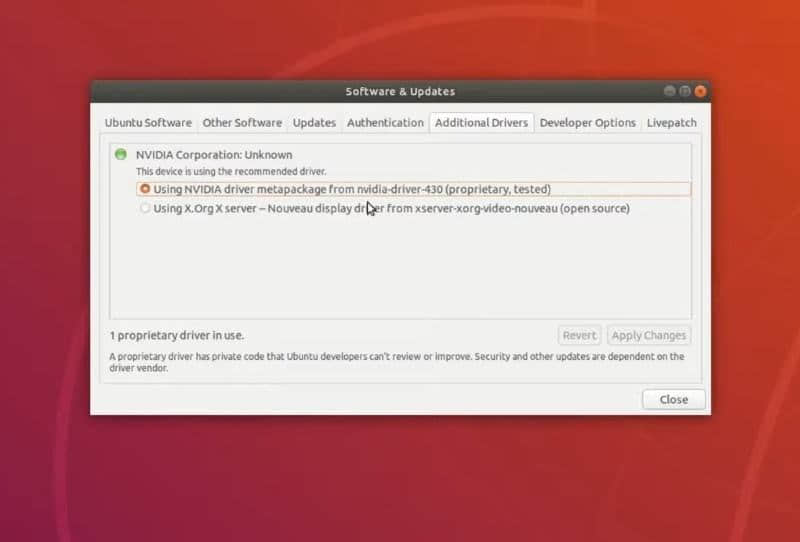 Software & Updates
Ubuntu Software
Other Software
Updates
Authentication
Additional Drivers
Developer Options
Livepatch
NVIDIA Corporation: Unknown
This device is using the recommended driver.
Using NVIDIA driver metapackage from nvidia-driver-430 (proprietary, tested)
Using X.Org X server – Nouveau display driver from xserver-xorg-video-nouveau (open source)
1 proprietary driver in use.
Revert
Apply Changes
A proprietary driver has private code that Ubuntu developers can't review or improve. Security and other updates are dependent on the
driver vendor.
Close